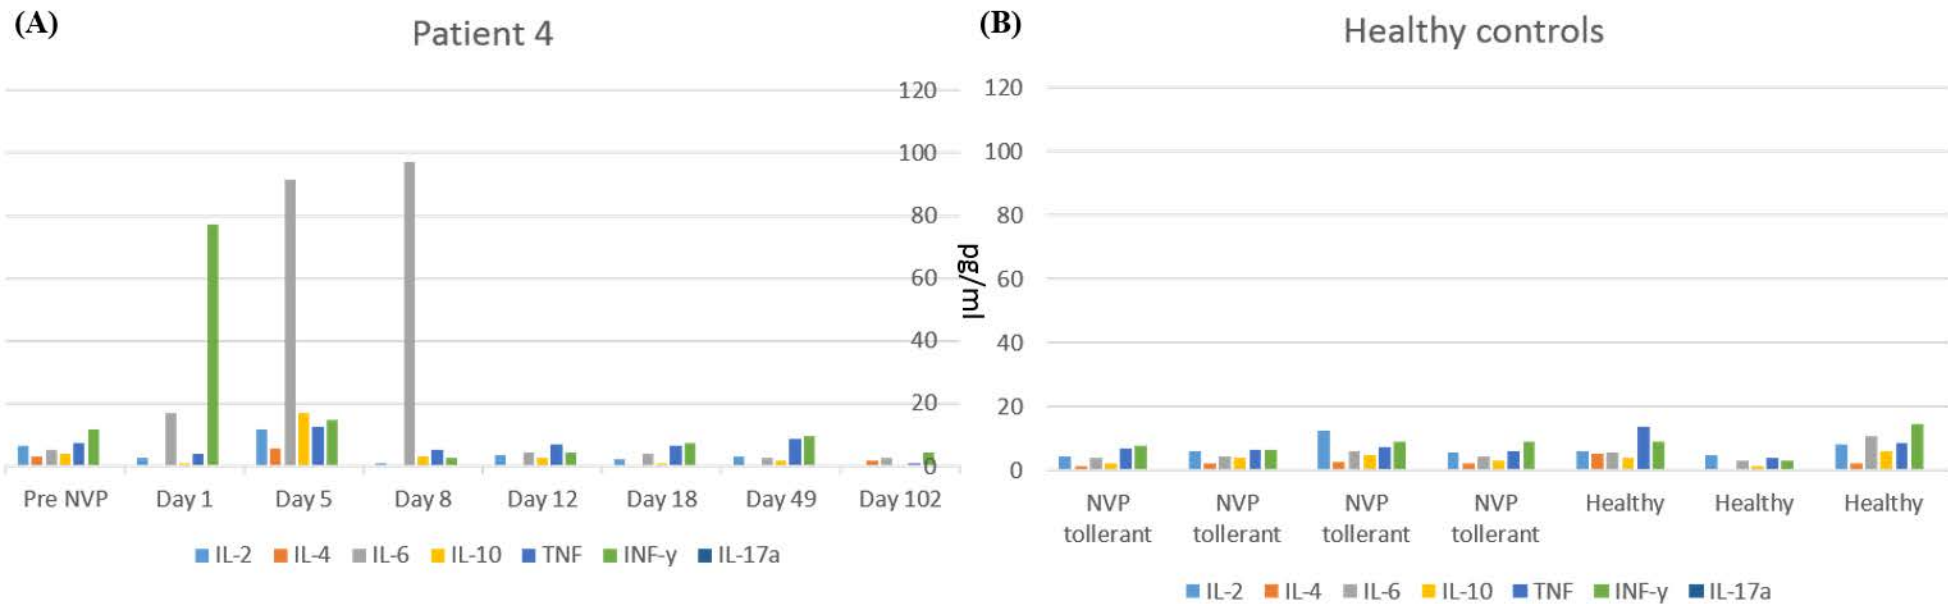 (A)
Patient 4
120
100
80
60
40
20
0
Pre NVP Day 1 Day 5 Day 8 Day 12 Day 18 Day 49 Day 102
IL-2 IL-4 IL-6 IL-10 TNF INF-y IL-17a
(B)
Healthy controls
pg/ml
120
100
80
60
40
20
0
NVP tollerant NVP tollerant NVP tollerant NVP tollerant Healthy Healthy Healthy
IL-2 IL-4 IL-6 IL-10 TNF INF-y IL-17a